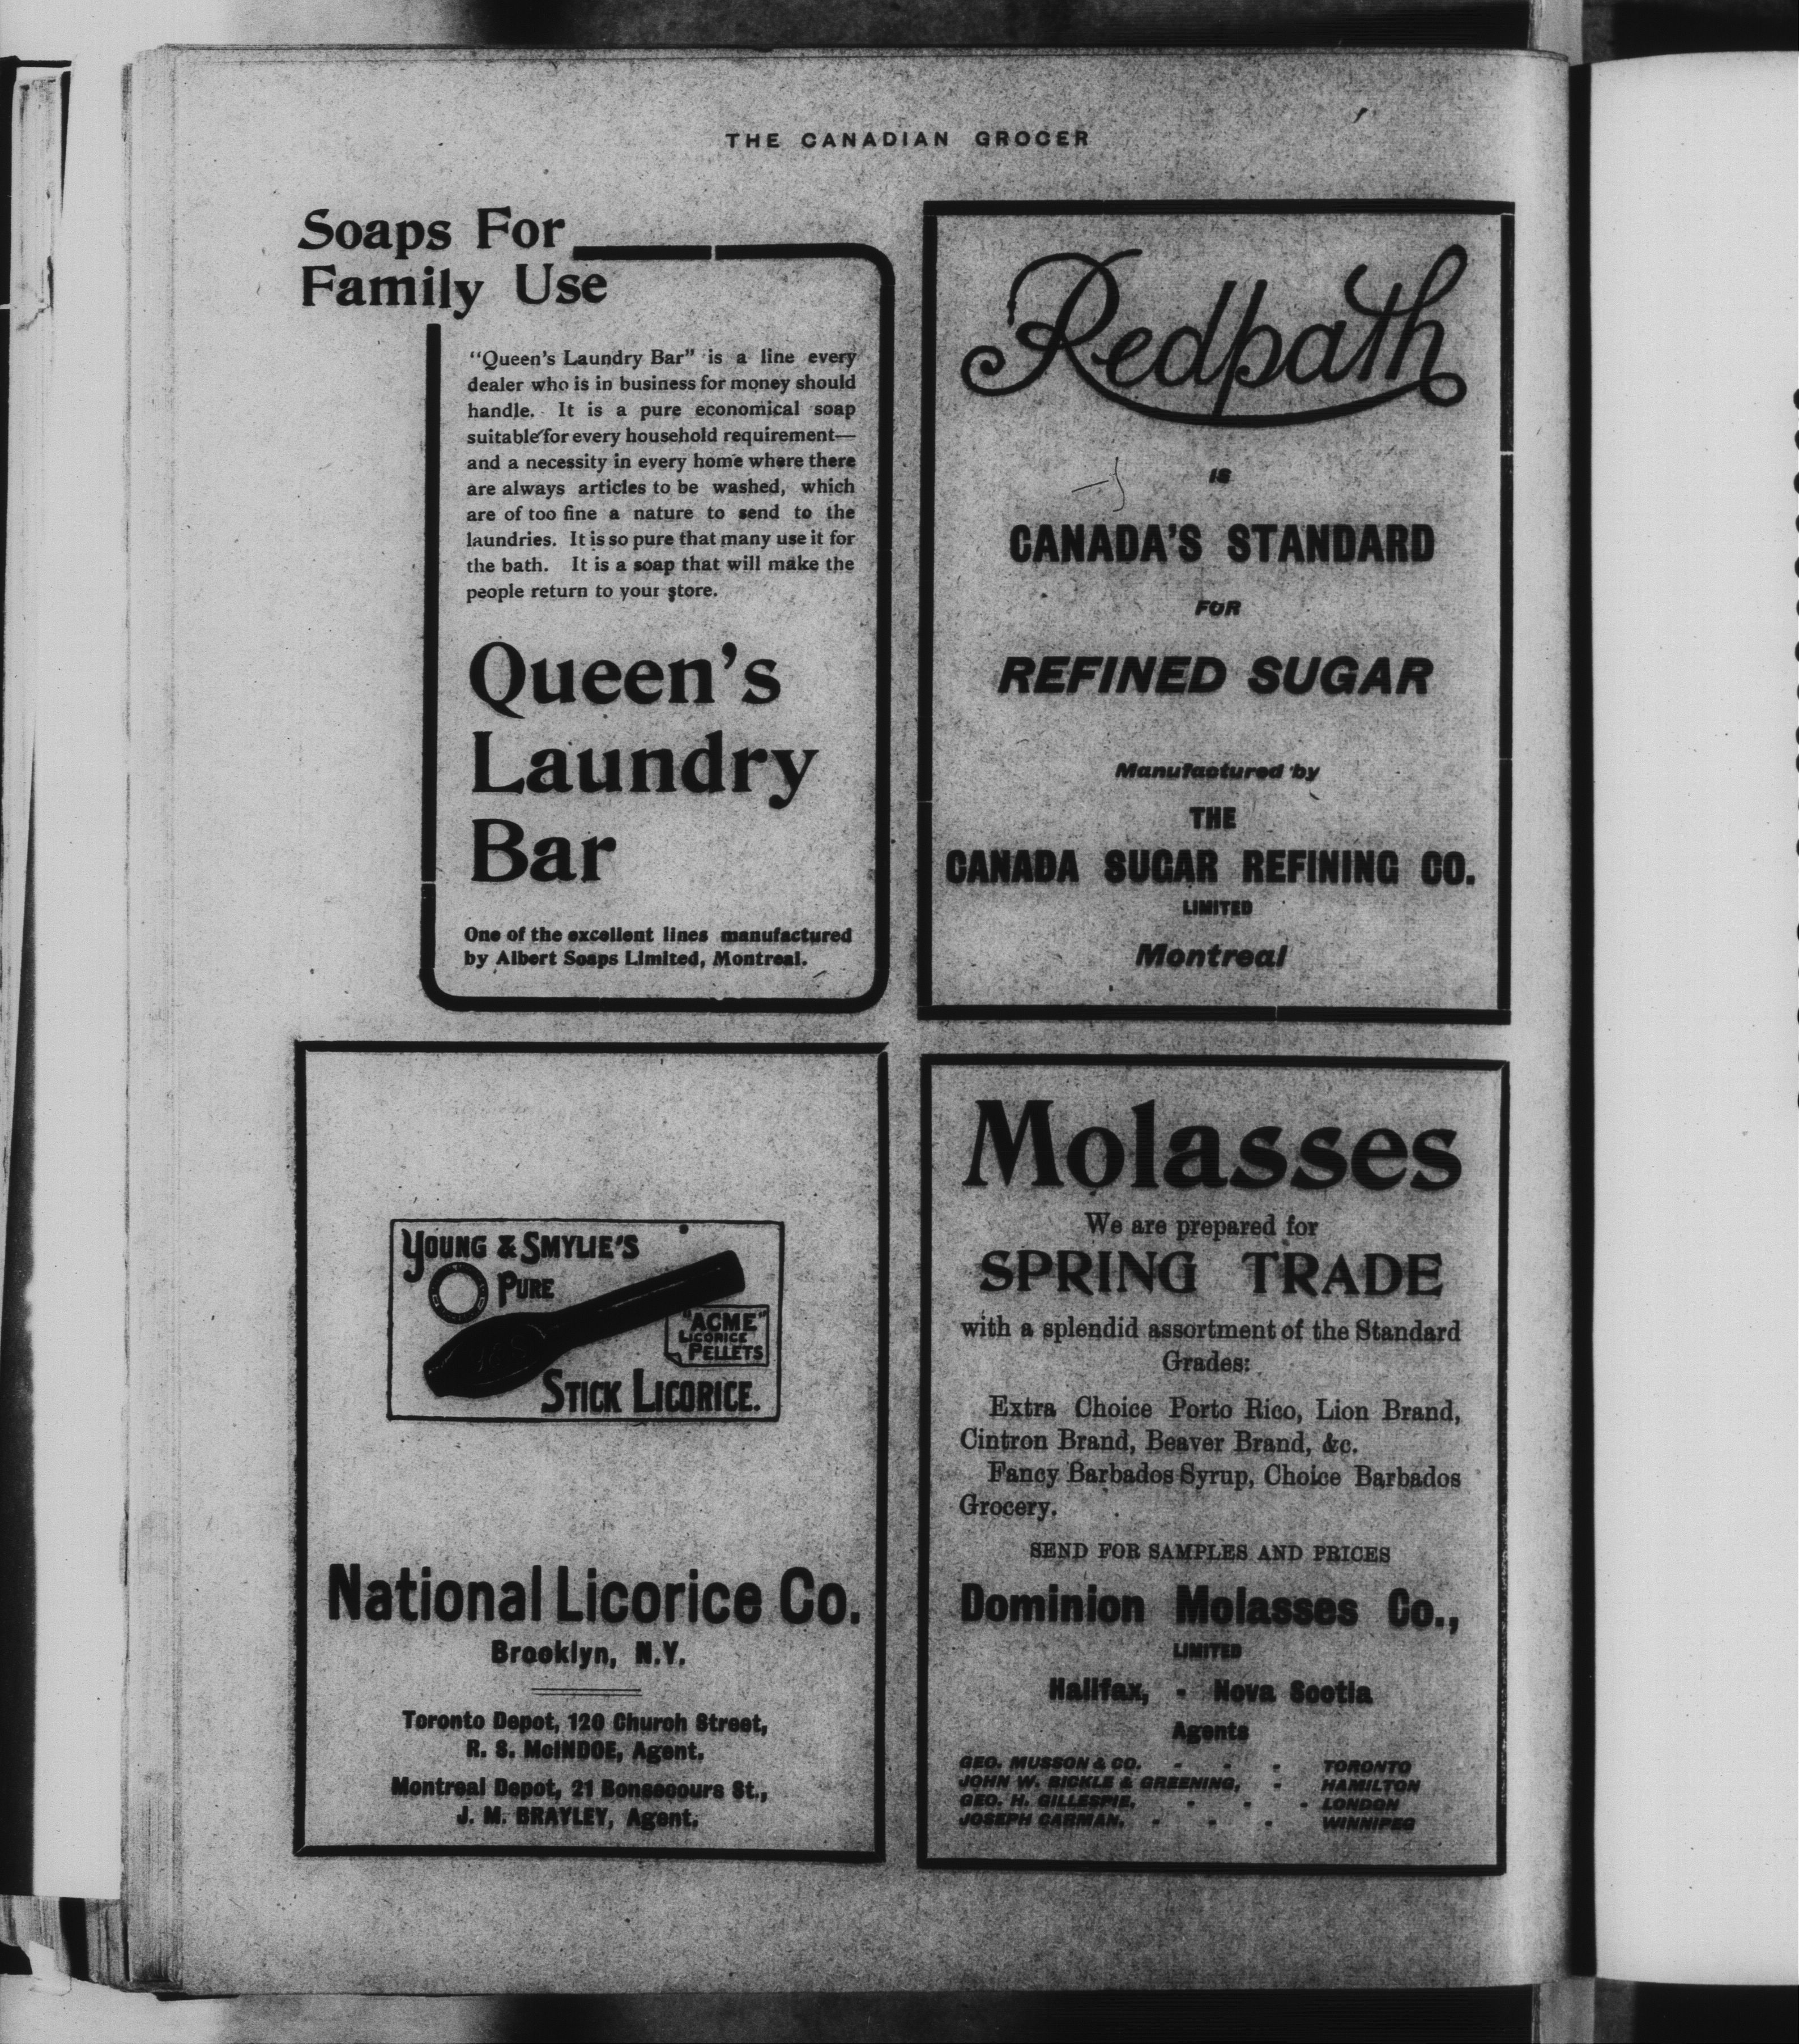 THE CANADIAN GROCER
Soaps For
Family Use
"Queen's Laundry Bar" is a line every
dealer who is in business for money should
handle. It is a pure economical soap
suitable for every household requirement—
and a necessity in every home where there
are always articles to be washed, which
are of too fine a nature to send to the
laundries. It is so pure that many use it for
the bath. It is a soap that will make the
people return to your store.
Queen's
Laundry
Bar
One of the excellent lines manufactured
by Albert Soaps Limited, Montreal.
Redpath
IS
CANADA'S STANDARD
FOR
REFINED SUGAR
Manufactured by
THE
CANADA SUGAR REFINING CO.
LIMITED
Montreal
YOUNG & SMYLIE'S
PURE
"ACME"
LICORICE
PELLETS
STICK LICORICE.
National Licorice Co.
Brooklyn, N.Y.
Toronto Depot, 120 Church Street,
R. S. McINDOE, Agent.
Montreal Depot, 21 Bonsecours St.,
J. M. BRAYLEY, Agent.
Molasses
We are prepared for
SPRING TRADE
with a splendid assortment of the Standard
Grades:
Extra Choice Porto Rico, Lion Brand,
Cintron Brand, Beaver Brand, &c.
Fancy Barbados Syrup, Choice Barbados
Grocery.
SEND FOR SAMPLES AND PRICES
Dominion Molasses Co.,
LIMITED
Halifax, - Nova Scotia
Agents
GEO. MUSSON & CO. - - - TORONTO
JOHN W. BICKLE & GREENING, - HAMILTON
GEO. H. GILLESPIE, - - - LONDON
JOSEPH CARMAN, - - - WINNIPEG